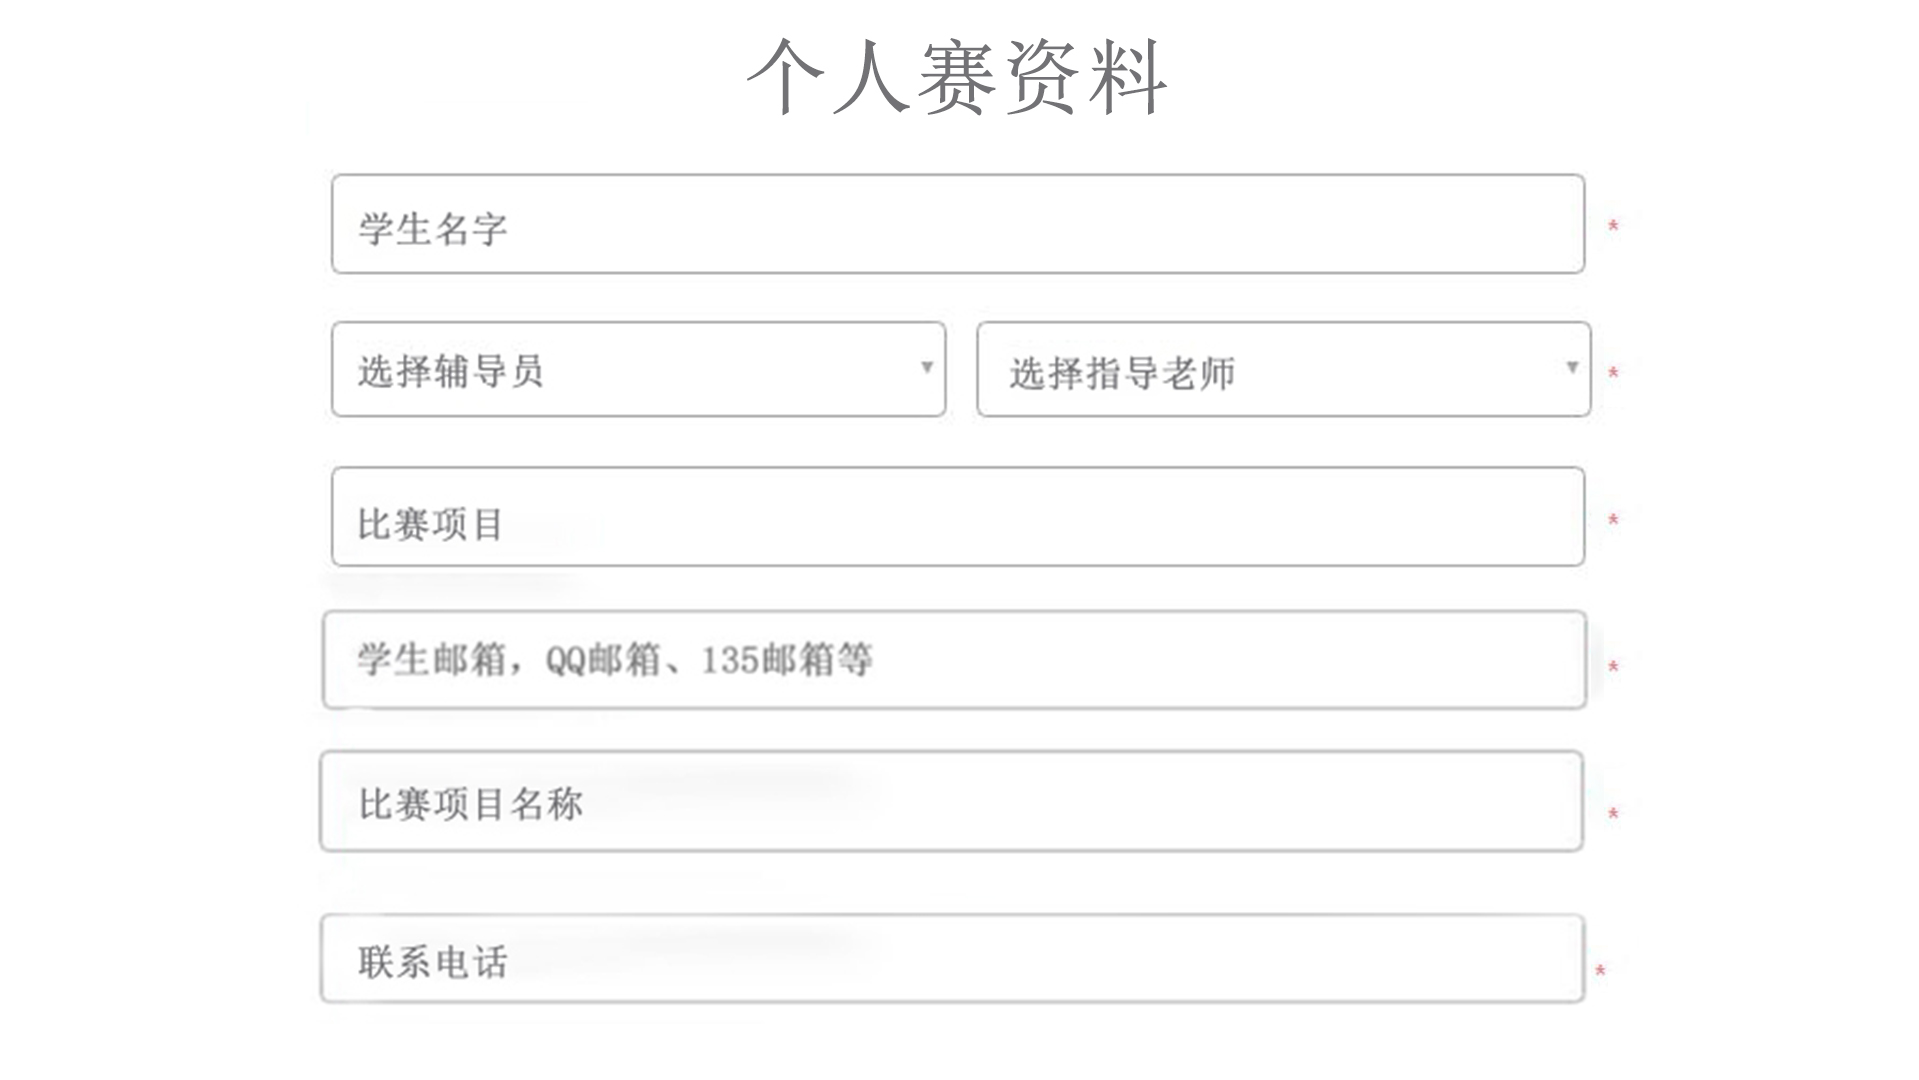 个人赛资料
学生名字 *
选择辅导员 ▼ 选择指导老师 ▼ *
比赛项目 *
学生邮箱，QQ邮箱、135邮箱等 *
比赛项目名称 *
联系电话 *